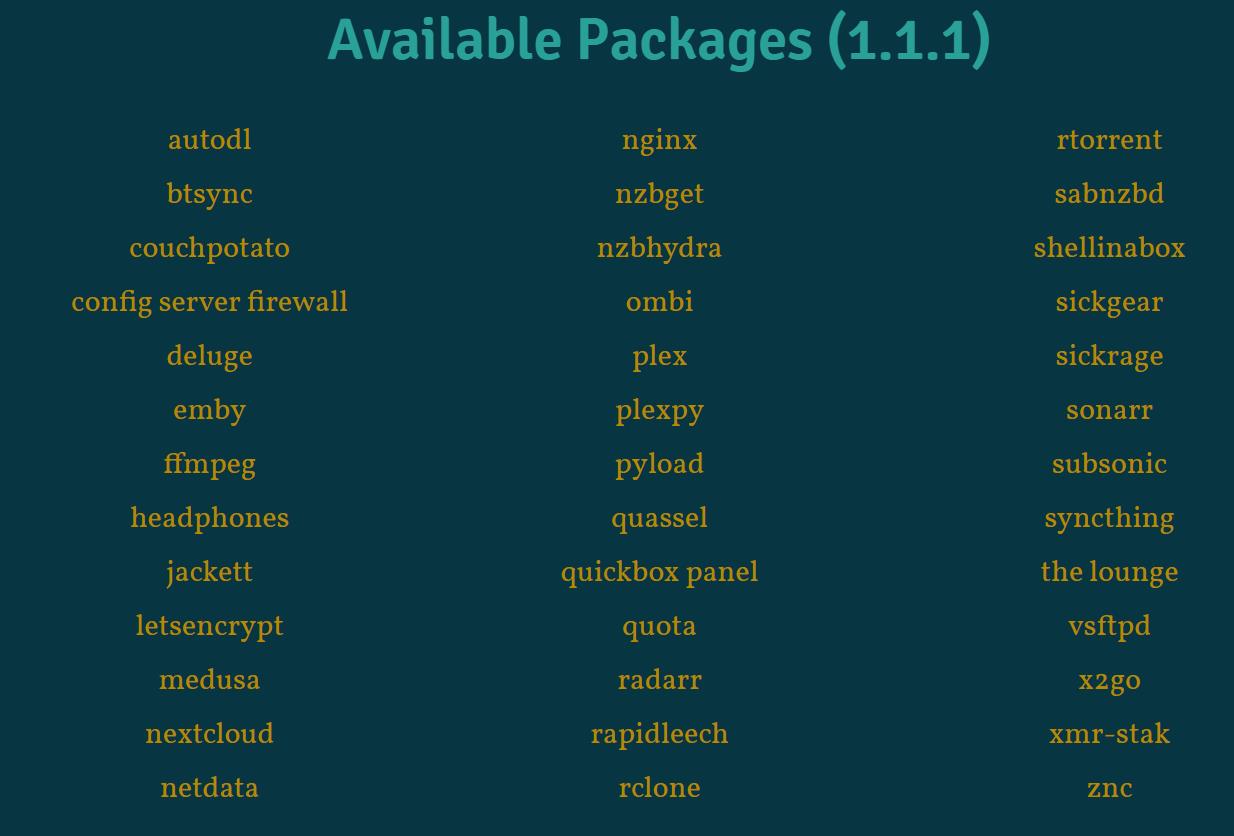 Available Packages (1.1.1)
autodl
btsync
couchpotato
config server firewall
deluge
emby
ffmpeg
headphones
jackett
letsencrypt
medusa
nextcloud
netdata
nginx
nzbget
nzbhydra
ombi
plex
plexpy
pyload
quassel
quickbox panel
quota
radarr
rapidleech
rclone
rtorrent
sabnzbd
shellinabox
sickgear
sickrage
sonarr
subsonic
syncthing
the lounge
vsftpd
x2go
xmr-stak
znc